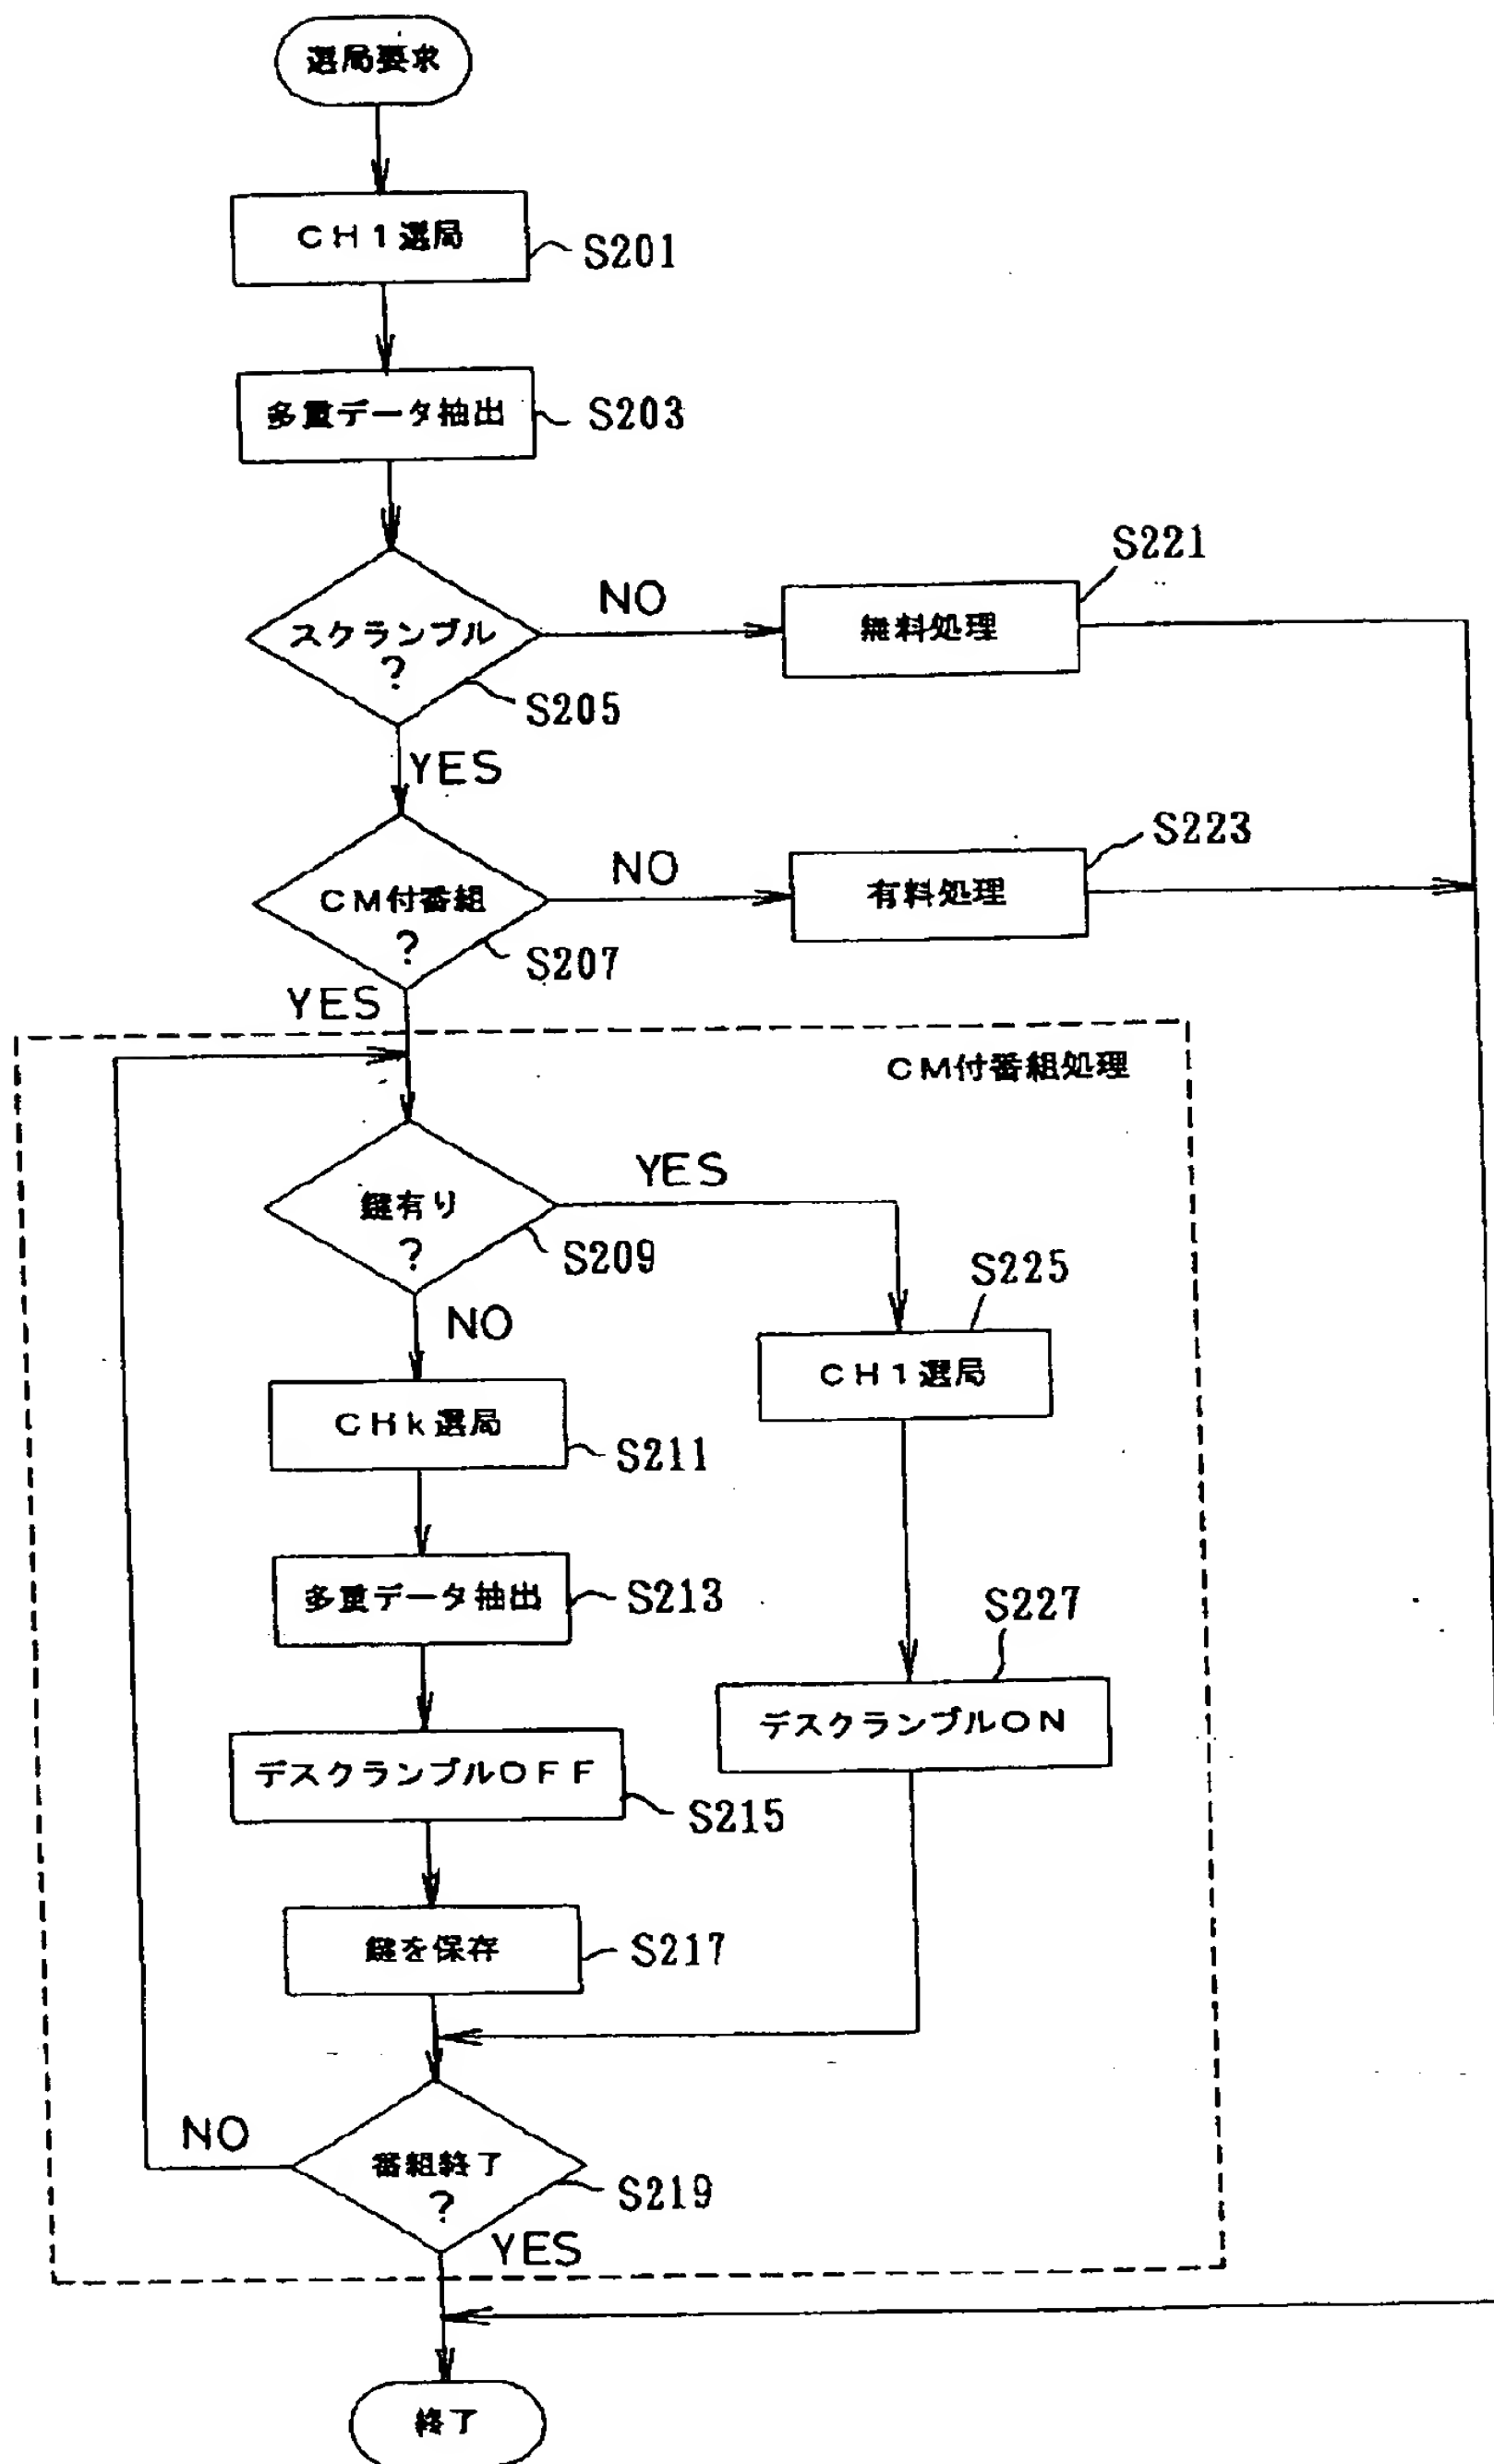 選局要求
CH1選局
S201
多重データ抽出
S203
スクランブル
?
S205
NO
無料処理
S221
YES
CM付番組
?
S207
NO
有料処理
S223
YES
CM付番組処理
鍵有り
?
S209
YES
NO
CH1選局
S225
CHk選局
S211
多重データ抽出
S213
デスクランブルON
S227
デスクランブルOFF
S215
鍵を保存
S217
番組終了
?
S219
NO
YES
終了